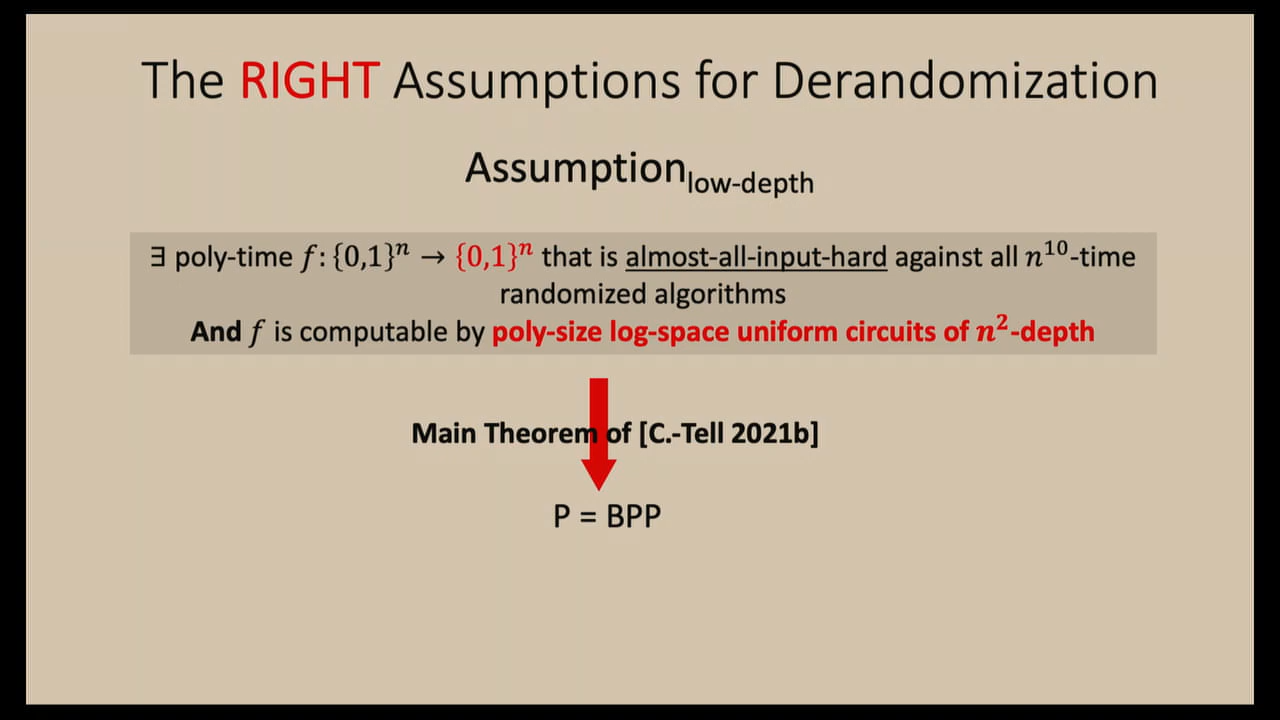 The RIGHT Assumptions for Derandomization
Assumption_low-depth
∃ poly-time f: {0,1}ⁿ → {0,1}ⁿ that is almost-all-input-hard against all n¹⁰-time
randomized algorithms
And f is computable by poly-size log-space uniform circuits of n²-depth
Main Theorem of [C.-Tell 2021b]
P = BPP